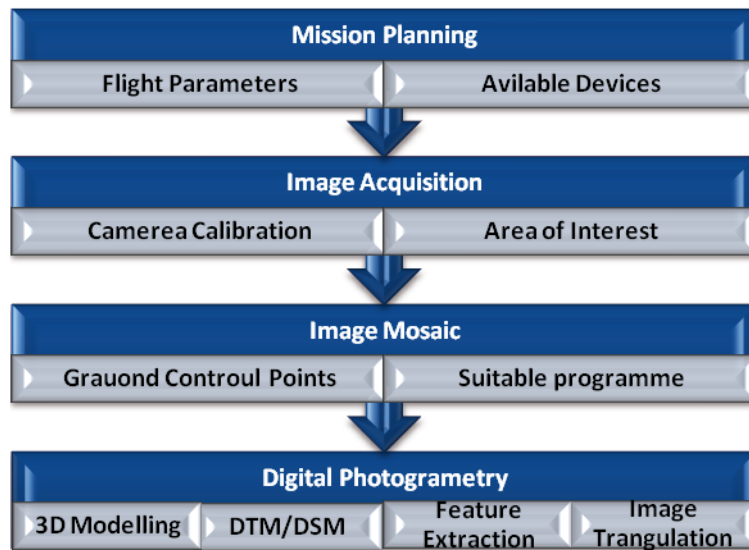 Mission Planning
Flight Parameters
Avilable Devices
Image Acquisition
Camerea Calibration
Area of Interest
Image Mosaic
Grauond Controul Points
Suitable programme
Digital Photogrametry
3D Modelling
DTM/DSM
Feature
Extraction
Image
Trangulation